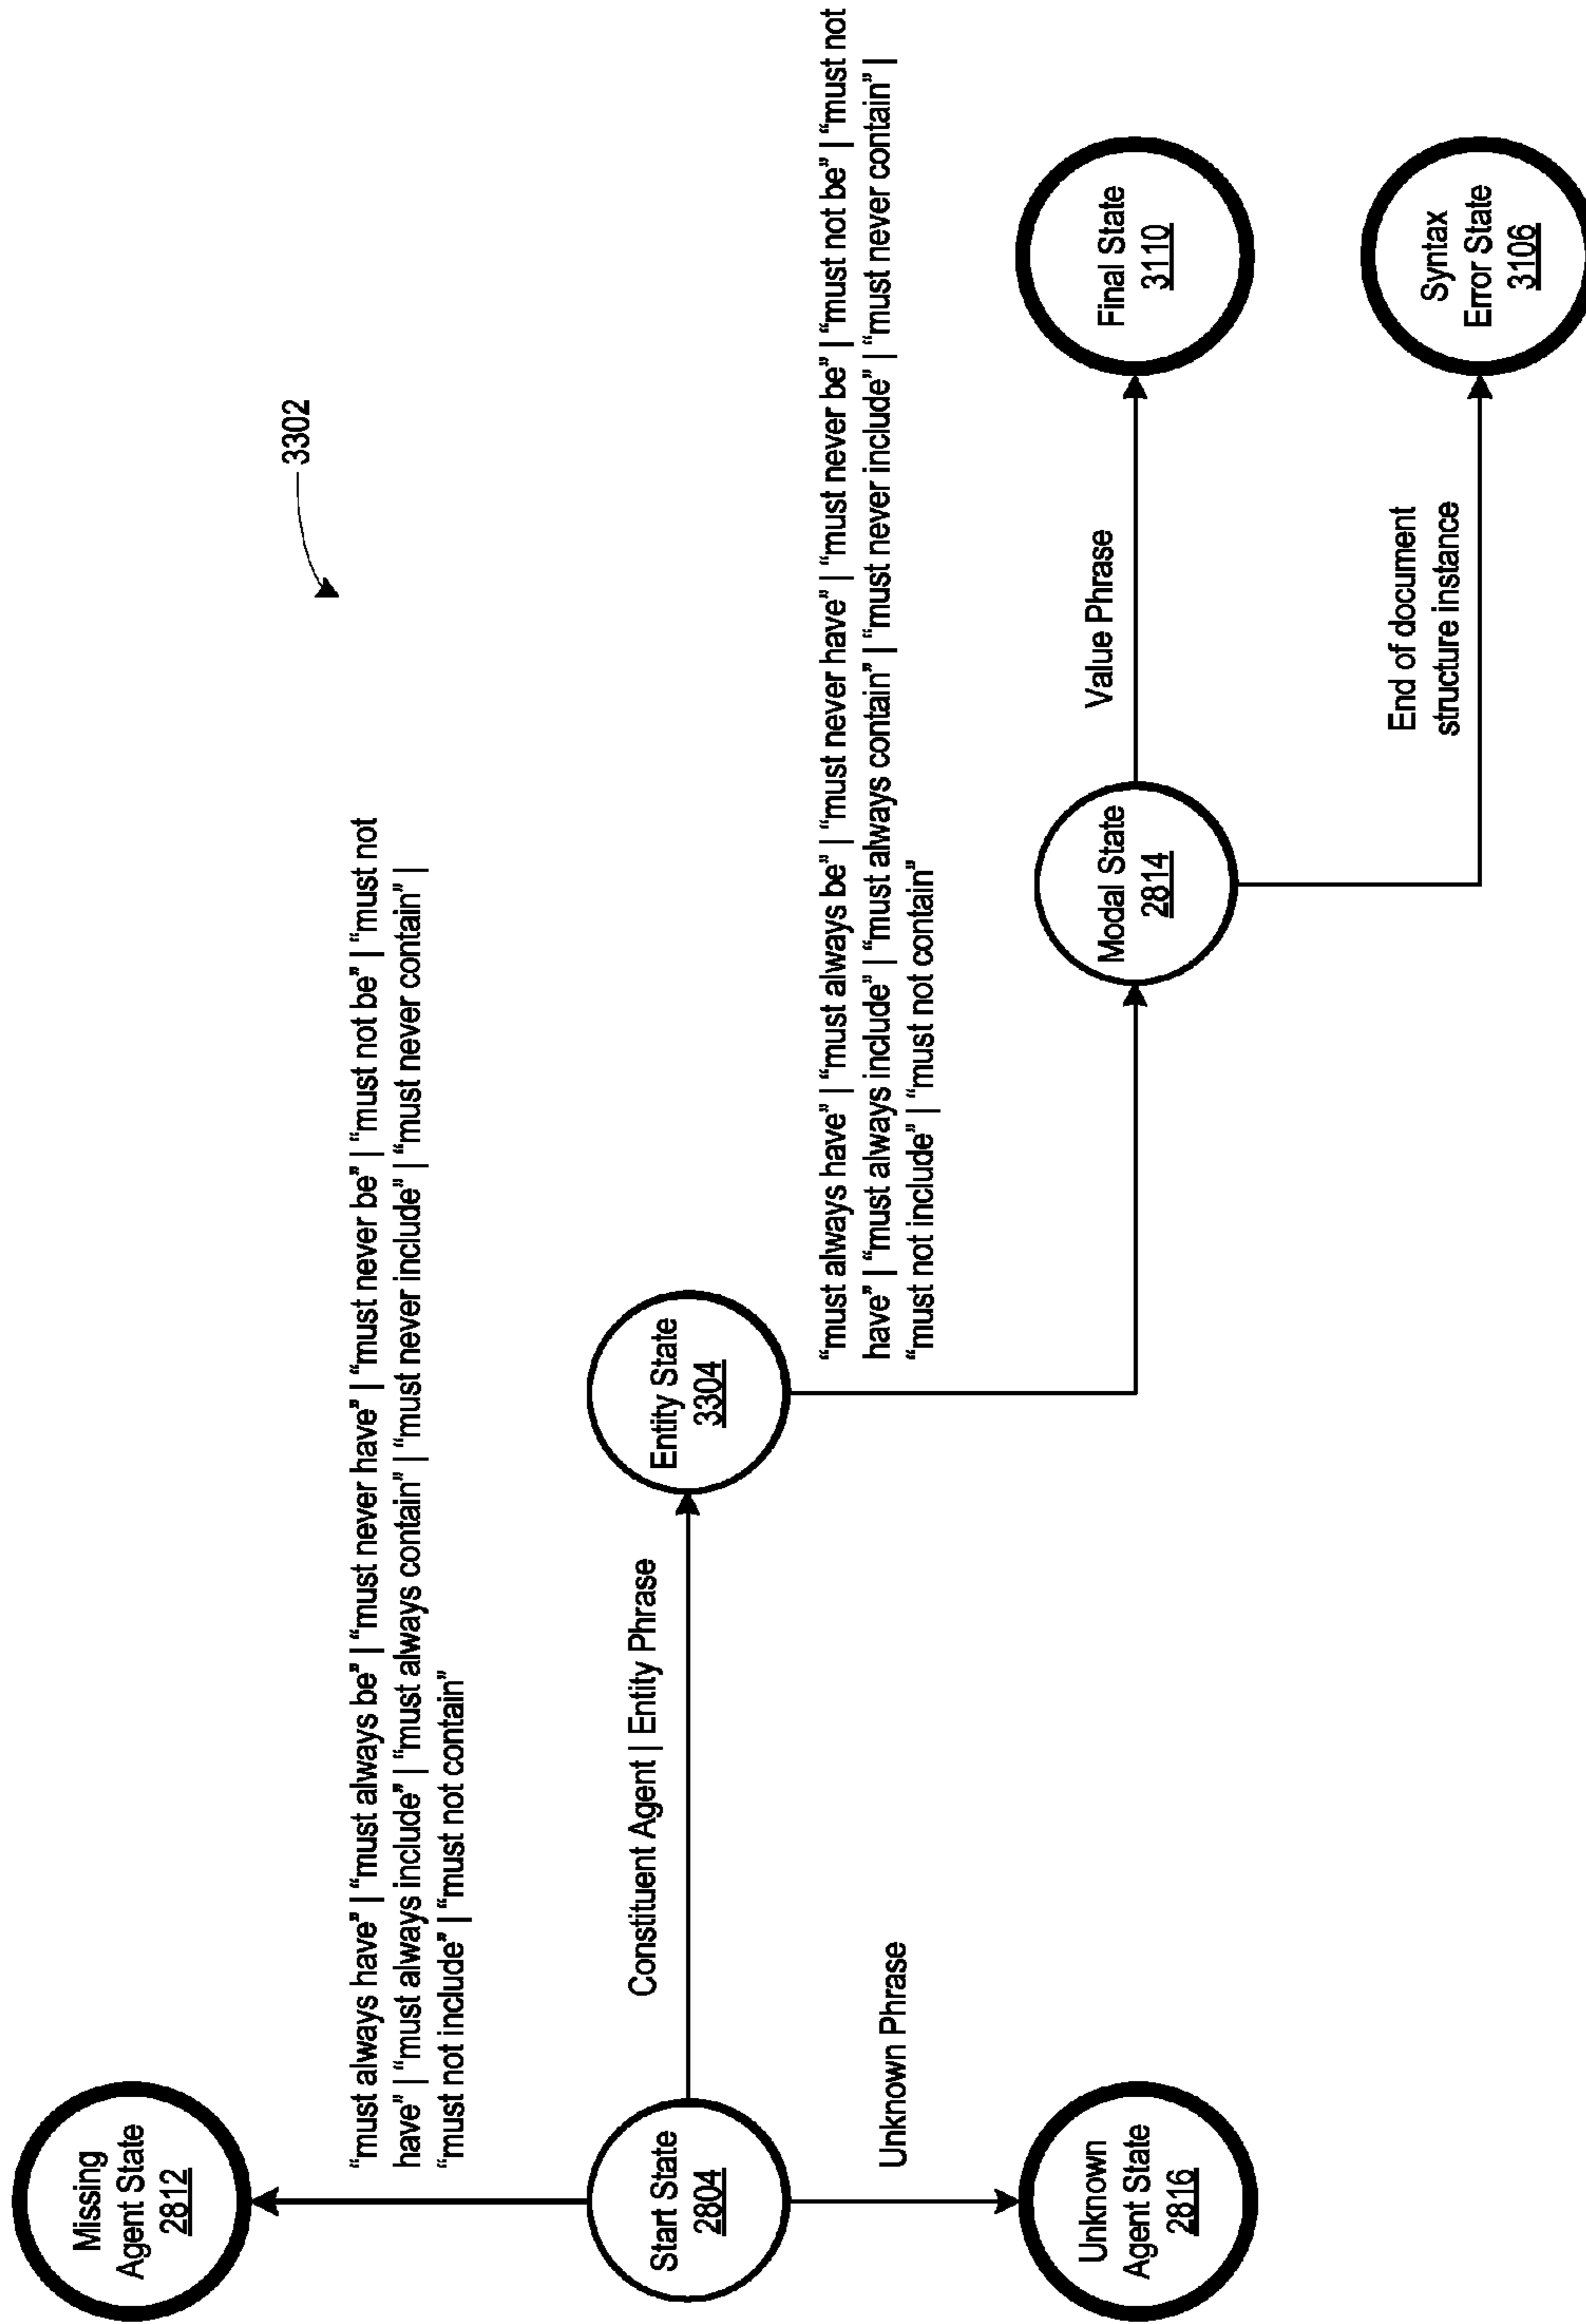 3302
Missing
Agent State
2812
“must always have” | “must always be” | “must never have” | “must never be” | “must not be” | “must not
have” | “must always include” | “must always contain” | “must never include” | “must never contain” |
“must not include” | “must not contain”
Start State
2804
Constituent Agent | Entity Phrase
Entity State
3304
Unknown Phrase
Unknown
Agent State
2816
“must always have” | “must always be” | “must never have” | “must never be” | “must not be” | “must not
have” | “must always include” | “must always contain” | “must never include” | “must never contain” |
“must not include” | “must not contain”
Modal State
2814
Value Phrase
Final State
3110
End of document
structure instance
Syntax
Error State
3106